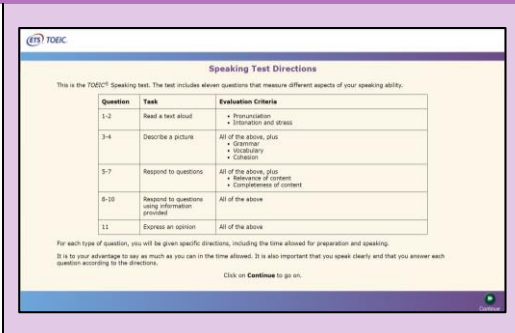 ETS TOEIC.
Speaking Test Directions
This is the TOEIC® Speaking test. The test includes eleven questions that measure different aspects of your speaking ability.
Question Task Evaluation Criteria
1-2 Read a text aloud • Pronunciation
• Intonation and stress
3-4 Describe a picture All of the above, plus
• Grammar
• Vocabulary
• Cohesion
5-7 Respond to questions All of the above, plus
• Relevance of content
• Completeness of content
8-10 Respond to questions All of the above
using information
provided
11 Express an opinion All of the above
For each type of question, you will be given specific directions, including the time allowed for preparation and speaking.
It is to your advantage to say as much as you can in the time allowed. It is also important that you speak clearly and that you answer each
question according to the directions.
Click on Continue to go on.
Continue